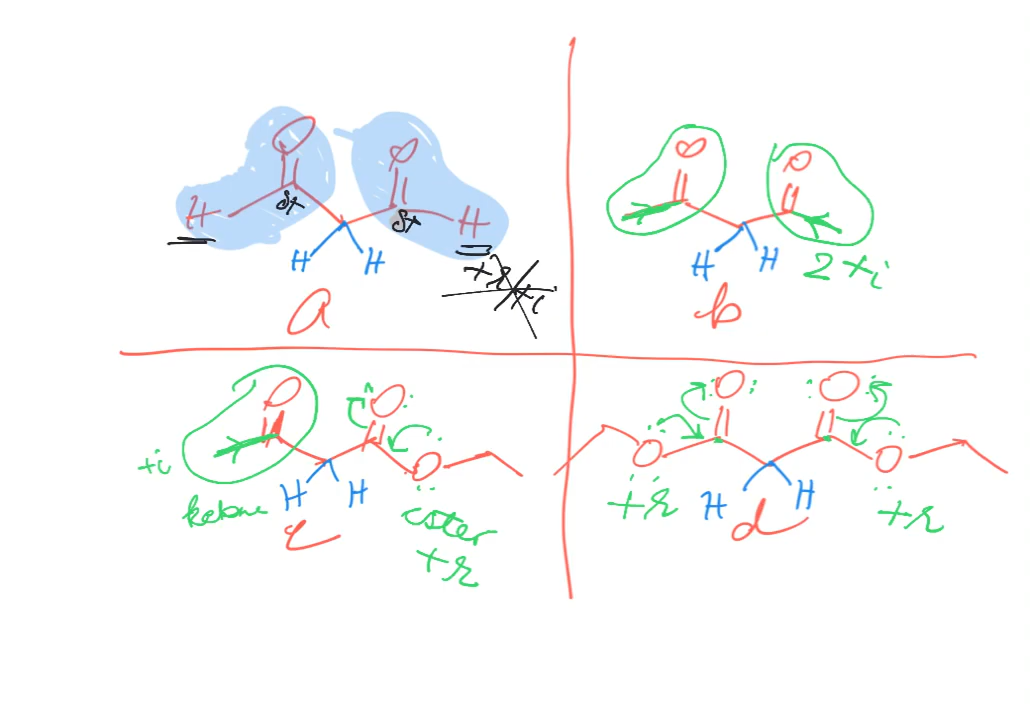 O O
H δ+ δ+ H
H H
+r +i
a
O O
H H 2 +i
b
O O
+i O
H H
ketone ester
c +r
O O
O O
+r H H +r
d